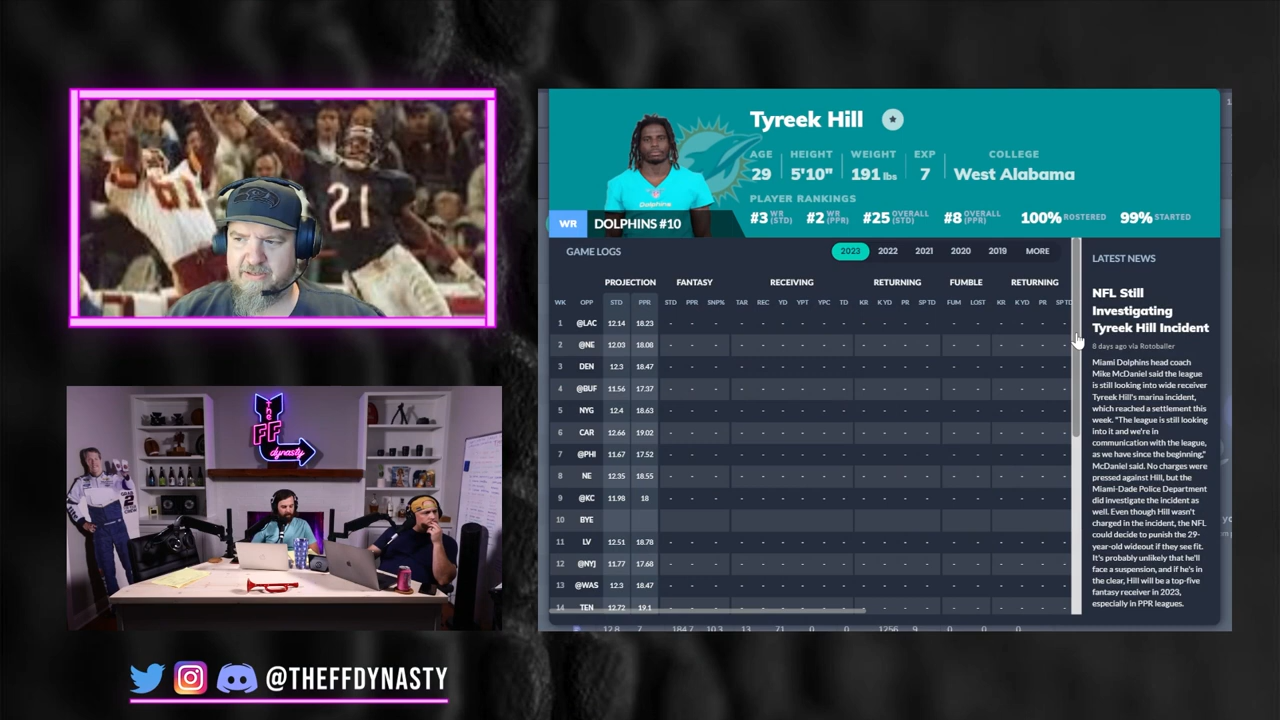 21
The
FF
dynasty
@THEFFDYNASTY
Tyreek Hill
AGE HEIGHT WEIGHT EXP COLLEGE
29 5'10" 191 lbs 7 West Alabama
PLAYER RANKINGS
#3 WR (STD) #2 WR (PPR) #25 OVERALL (STD) #8 OVERALL (PPR) 100% ROSTERED 99% STARTED
WR DOLPHINS #10
GAME LOGS 2023 2022 2021 2020 2019 MORE
PROJECTION FANTASY RECEIVING RETURNING FUMBLE RETURNING
WK OPP STD PPR STD PPR SNP% TAR REC YD YPT YPC TD KR K YD PR SP TD FUM LOST KR K YD PR SP TD
1 @LAC 12.14 18.23 - - - - - - - - - - - - - - - - - - -
2 @NE 12.03 18.08 - - - - - - - - - - - - - - - - - - -
3 DEN 12.3 18.47 - - - - - - - - - - - - - - - - - - -
4 @BUF 11.56 17.37 - - - - - - - - - - - - - - - - - - -
5 NYG 12.4 18.63 - - - - - - - - - - - - - - - - - - -
6 CAR 12.66 19.02 - - - - - - - - - - - - - - - - - - -
7 @PHI 11.67 17.52 - - - - - - - - - - - - - - - - - - -
8 NE 12.35 18.55 - - - - - - - - - - - - - - - - - - -
9 @KC 11.98 18 - - - - - - - - - - - - - - - - - - -
10 BYE - - - - - - - - - - - - - - - - - - -
11 LV 12.51 18.78 - - - - - - - - - - - - - - - - - - -
12 @NYJ 11.77 17.68 - - - - - - - - - - - - - - - - - - -
13 @WAS 12.3 18.47 - - - - - - - - - - - - - - - - - - -
14 TEN 12.72 19.1 - - - - - - - - - - - - - - - - - - -
LATEST NEWS
NFL Still
Investigating
Tyreek Hill Incident
8 days ago via Rotoballer
Miami Dolphins head coach
Mike McDaniel said the league
is still looking into wide receiver
Tyreek Hill's marina incident,
which reached a settlement this
week. "The league is still looking
into it and we're in
communication with the league,
as we have since the beginning,"
McDaniel said. No charges were
pressed against Hill, but the
Miami-Dade Police Department
did investigate the incident as
well. Even though Hill wasn't
charged in the incident, the NFL
could decide to punish the 29-
year-old wideout if they see fit.
It's probably unlikely that he'll
face a suspension, and if he's in
the clear, Hill will be a top-five
fantasy receiver in 2023,
especially in PPR leagues.